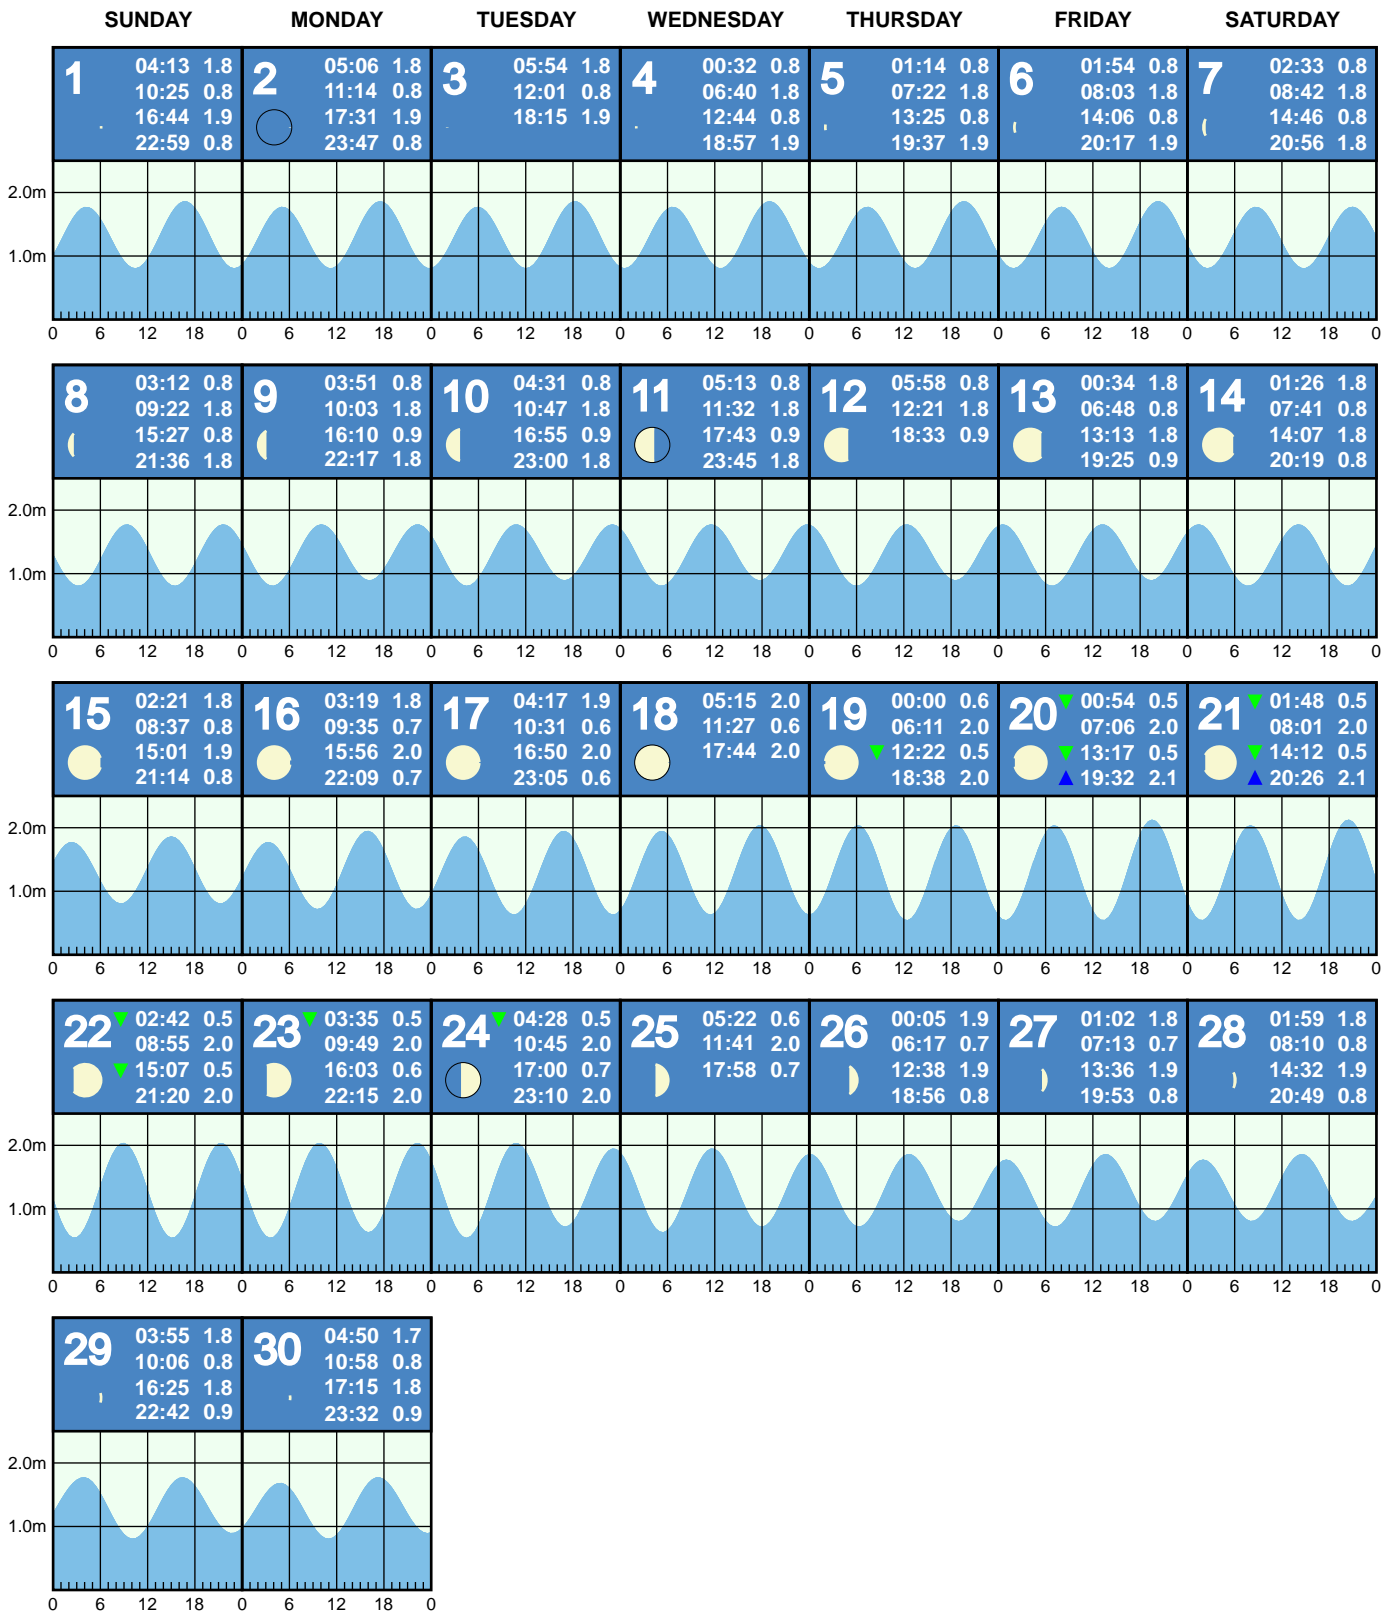 SUNDAY MONDAY TUESDAY WEDNESDAY THURSDAY FRIDAY SATURDAY
1 04:13 1.8
10:25 0.8
16:44 1.9
22:59 0.8
2 05:06 1.8
11:14 0.8
17:31 1.9
23:47 0.8
3 05:54 1.8
12:01 0.8
18:15 1.9
4 00:32 0.8
06:40 1.8
12:44 0.8
18:57 1.9
5 01:14 0.8
07:22 1.8
13:25 0.8
19:37 1.9
6 01:54 0.8
08:03 1.8
14:06 0.8
20:17 1.9
7 02:33 0.8
08:42 1.8
14:46 0.8
20:56 1.8
2.0m
1.0m
0 6 12 18 0 6 12 18 0 6 12 18 0 6 12 18 0 6 12 18 0 6 12 18 0 6 12 18 0
8 03:12 0.8
09:22 1.8
15:27 0.8
21:36 1.8
9 03:51 0.8
10:03 1.8
16:10 0.9
22:17 1.8
10 04:31 0.8
10:47 1.8
16:55 0.9
23:00 1.8
11 05:13 0.8
11:32 1.8
17:43 0.9
23:45 1.8
12 05:58 0.8
12:21 1.8
18:33 0.9
13 00:34 1.8
06:48 0.8
13:13 1.8
19:25 0.9
14 01:26 1.8
07:41 0.8
14:07 1.8
20:19 0.8
2.0m
1.0m
0 6 12 18 0 6 12 18 0 6 12 18 0 6 12 18 0 6 12 18 0 6 12 18 0 6 12 18 0
15 02:21 1.8
08:37 0.8
15:01 1.9
21:14 0.8
16 03:19 1.8
09:35 0.7
15:56 2.0
22:09 0.7
17 04:17 1.9
10:31 0.6
16:50 2.0
23:05 0.6
18 05:15 2.0
11:27 0.6
17:44 2.0
19 00:00 0.6
06:11 2.0
12:22 0.5
18:38 2.0
20 00:54 0.5
07:06 2.0
13:17 0.5
19:32 2.1
21 01:48 0.5
08:01 2.0
14:12 0.5
20:26 2.1
2.0m
1.0m
0 6 12 18 0 6 12 18 0 6 12 18 0 6 12 18 0 6 12 18 0 6 12 18 0 6 12 18 0
22 02:42 0.5
08:55 2.0
15:07 0.5
21:20 2.0
23 03:35 0.5
09:49 2.0
16:03 0.6
22:15 2.0
24 04:28 0.5
10:45 2.0
17:00 0.7
23:10 2.0
25 05:22 0.6
11:41 2.0
17:58 0.7
26 00:05 1.9
06:17 0.7
12:38 1.9
18:56 0.8
27 01:02 1.8
07:13 0.7
13:36 1.9
19:53 0.8
28 01:59 1.8
08:10 0.8
14:32 1.9
20:49 0.8
2.0m
1.0m
0 6 12 18 0 6 12 18 0 6 12 18 0 6 12 18 0 6 12 18 0 6 12 18 0 6 12 18 0
29 03:55 1.8
10:06 0.8
16:25 1.8
22:42 0.9
30 04:50 1.7
10:58 0.8
17:15 1.8
23:32 0.9
2.0m
1.0m
0 6 12 18 0 6 12 18 0